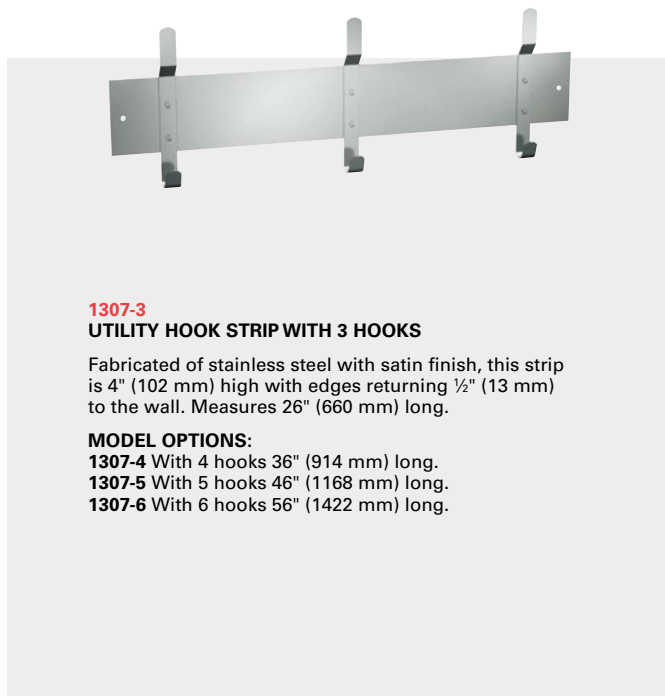 1307-3
UTILITY HOOK STRIP WITH 3 HOOKS
Fabricated of stainless steel with satin finish, this strip
is 4" (102 mm) high with edges returning ½" (13 mm)
to the wall. Measures 26" (660 mm) long.
MODEL OPTIONS:
1307-4 With 4 hooks 36" (914 mm) long.
1307-5 With 5 hooks 46" (1168 mm) long.
1307-6 With 6 hooks 56" (1422 mm) long.